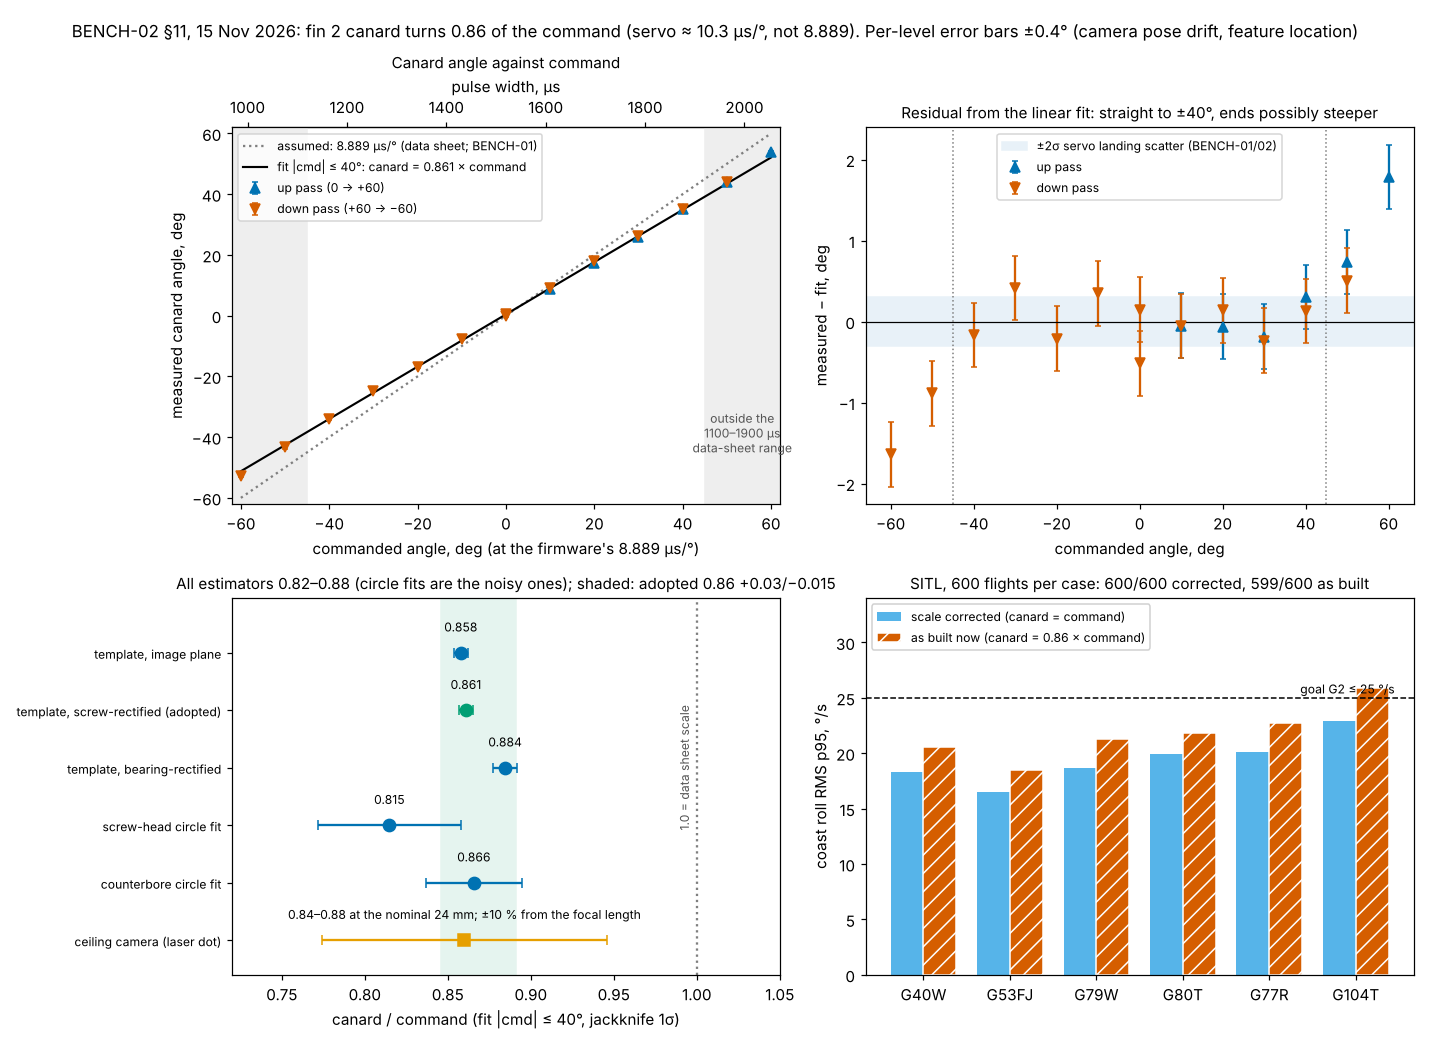 BENCH-02 §11, 15 Nov 2026: fin 2 canard turns 0.86 of the command (servo ≈ 10.3 µs/°, not 8.889). Per-level error bars ±0.4° (camera pose drift, feature location)
Canard angle against command
pulse width, µs
1000 1200 1400 1600 1800 2000
60
40
20
0
−20
−40
−60
measured canard angle, deg
assumed: 8.889 µs/° (data sheet; BENCH-01)
fit |cmd| ≤ 40°: canard = 0.861 × command
up pass (0 → +60)
down pass (+60 → −60)
outside the
1100–1900 µs
data-sheet range
−60 −40 −20 0 20 40 60
commanded angle, deg (at the firmware's 8.889 µs/°)
Residual from the linear fit: straight to ±40°, ends possibly steeper
±2σ servo landing scatter (BENCH-01/02)
up pass
down pass
2
1
0
−1
−2
measured − fit, deg
−60 −40 −20 0 20 40 60
commanded angle, deg
All estimators 0.82–0.88 (circle fits are the noisy ones); shaded: adopted 0.86 +0.03/−0.015
template, image plane
template, screw-rectified (adopted)
template, bearing-rectified
screw-head circle fit
counterbore circle fit
ceiling camera (laser dot)
0.858
0.861
0.884
0.815
0.866
0.84–0.88 at the nominal 24 mm; ±10 % from the focal length
1.0 = data sheet scale
0.75 0.80 0.85 0.90 0.95 1.00 1.05
canard / command (fit |cmd| ≤ 40°, jackknife 1σ)
SITL, 600 flights per case: 600/600 corrected, 599/600 as built
scale corrected (canard = command)
as built now (canard = 0.86 × command)
goal G2 ≤ 25 °/s
30
25
20
15
10
5
0
coast roll RMS p95, °/s
G40W G53FJ G79W G80T G77R G104T